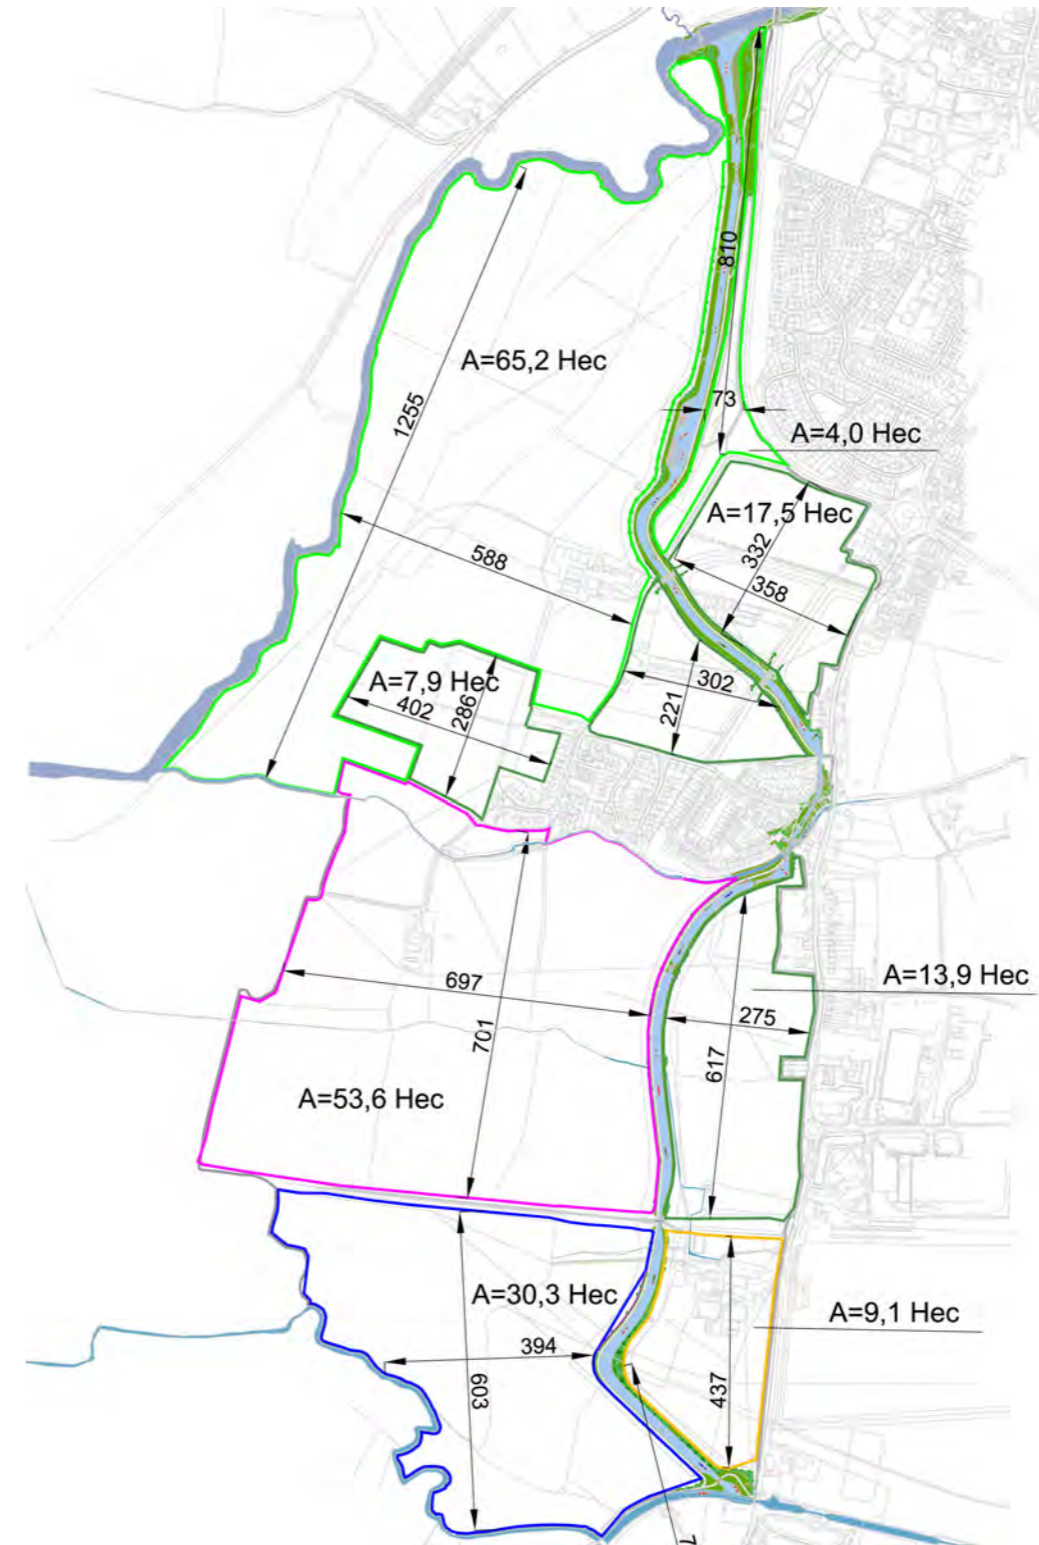 810
A=65,2 Hec
1255
73
A=4,0 Hec
A=17,5 Hec
332
588
358
A=7,9 Hec
302
402
286
221
697
701
A=13,9 Hec
275
617
A=53,6 Hec
A=30,3 Hec
A=9,1 Hec
394
603
437
7